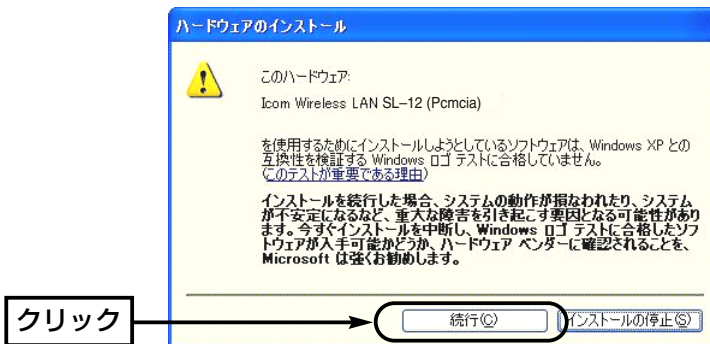 ハードウェアのインストール
このハードウェア:
Icom Wireless LAN SL–12 (Pcmcia)
を使用するためにインストールしようとしているソフトウェアは、Windows XP との
互換性を検証する Windows ロゴ テストに合格していません。
(このテストが重要である理由)
インストールを続行した場合、システムの動作が損なわれたり、システム
が不安定になるなど、重大な障害を引き起こす要因となる可能性があり
ます。今すぐインストールを中断し、Windows ロゴ テストに合格したソフ
トウェアが入手可能かどうか、ハードウェア ベンダーに確認されることを、
Microsoft は強くお勧めします。
クリック
続行(C)
インストールの停止(S)